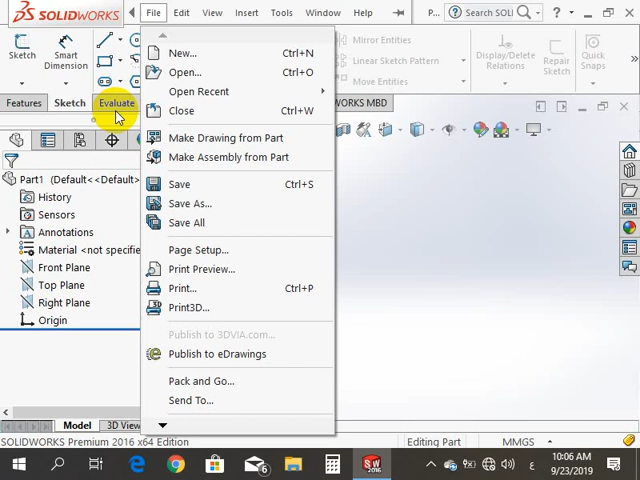 SOLIDWORKS File Edit View Insert Tools Window Help P... Search SOLIDWORKS Help
New... Ctrl+N
Open... Ctrl+O
Open Recent
Close Ctrl+W
Make Drawing from Part
Make Assembly from Part
Save Ctrl+S
Save As...
Save All
Page Setup...
Print Preview...
Print... Ctrl+P
Print3D...
Publish to 3DVIA.com...
Publish to eDrawings
Pack and Go...
Send To...
Sketch
Smart
Dimension
Mirror Entities
Linear Sketch Pattern
Move Entities
Display/Delete
Relations
Features Sketch Evaluate WORKS MBD
Part1 (Default<<Default>
History
Sensors
Annotations
Material <not specifie
Front Plane
Top Plane
Right Plane
Origin
Model 3D View
SOLIDWORKS Premium 2016 x64 Edition Editing Part MMGS
6 SW 2016 ع 10:06 AM
9/23/2019